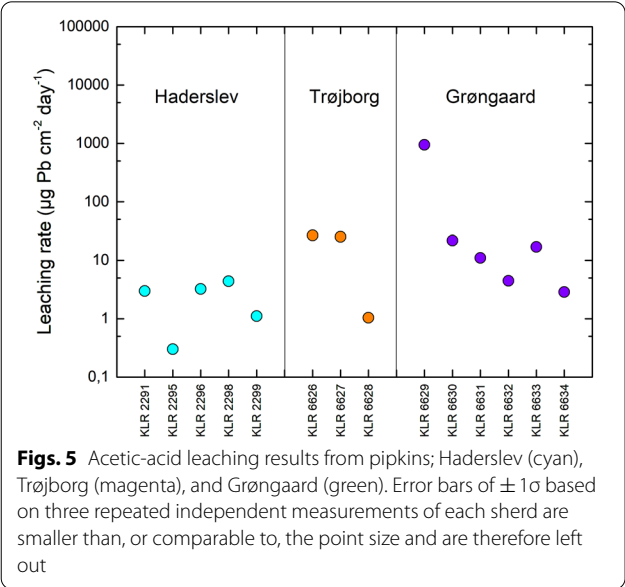 100000
10000
1000
100
10
1
0,1
Leaching rate (µg Pb cm⁻² day⁻¹)
Haderslev
Trøjborg
Grøngaard
KLR 2291
KLR 2295
KLR 2296
KLR 2298
KLR 2299
KLR 6626
KLR 6627
KLR 6628
KLR 6629
KLR 6630
KLR 6631
KLR 6632
KLR 6633
KLR 6634
Figs. 5 Acetic-acid leaching results from pipkins; Haderslev (cyan),
Trøjborg (magenta), and Grøngaard (green). Error bars of ± 1σ based
on three repeated independent measurements of each sherd are
smaller than, or comparable to, the point size and are therefore left
out